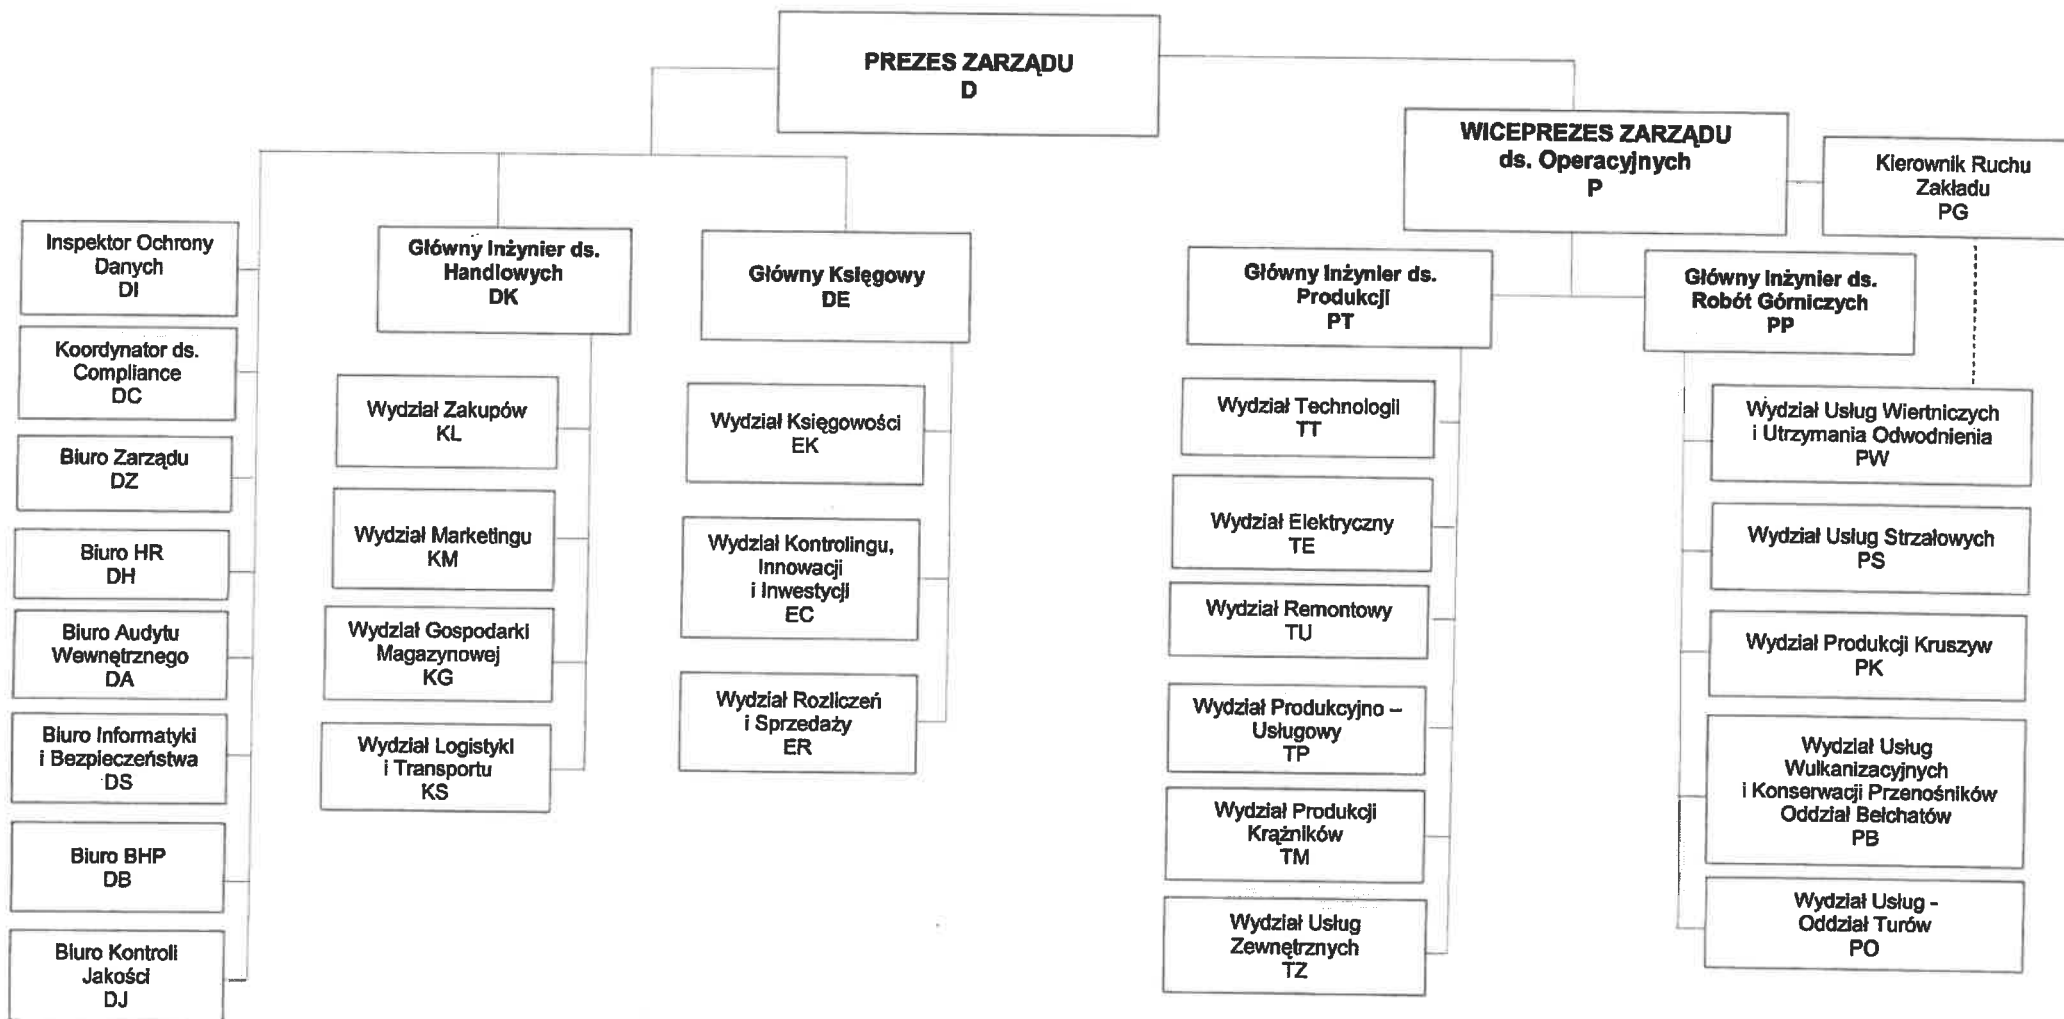 PREZES ZARZĄDU
D
WICEPREZES ZARZĄDU
ds. Operacyjnych
P
Kierownik Ruchu
Zakładu
PG
Inspektor Ochrony
Danych
DI
Koordynator ds.
Compliance
DC
Biuro Zarządu
DZ
Biuro HR
DH
Biuro Audytu
Wewnętrznego
DA
Biuro Informatyki
i Bezpieczeństwa
DS
Biuro BHP
DB
Biuro Kontroli
Jakości
DJ
Główny Inżynier ds.
Handlowych
DK
Wydział Zakupów
KL
Wydział Marketingu
KM
Wydział Gospodarki
Magazynowej
KG
Wydział Logistyki
i Transportu
KS
Główny Księgowy
DE
Wydział Księgowości
EK
Wydział Kontrolingu,
Innowacji
i Inwestycji
EC
Wydział Rozliczeń
i Sprzedaży
ER
Główny Inżynier ds.
Produkcji
PT
Wydział Technologii
TT
Wydział Elektryczny
TE
Wydział Remontowy
TU
Wydział Produkcyjno –
Usługowy
TP
Wydział Produkcji
Krążników
TM
Wydział Usług
Zewnętrznych
TZ
Główny Inżynier ds.
Robót Górniczych
PP
Wydział Usług Wiertniczych
i Utrzymania Odwodnienia
PW
Wydział Usług Strzałowych
PS
Wydział Produkcji Kruszyw
PK
Wydział Usług
Wulkanizacyjnych
i Konserwacji Przenośników
Oddział Bełchatów
PB
Wydział Usług -
Oddział Turów
PO